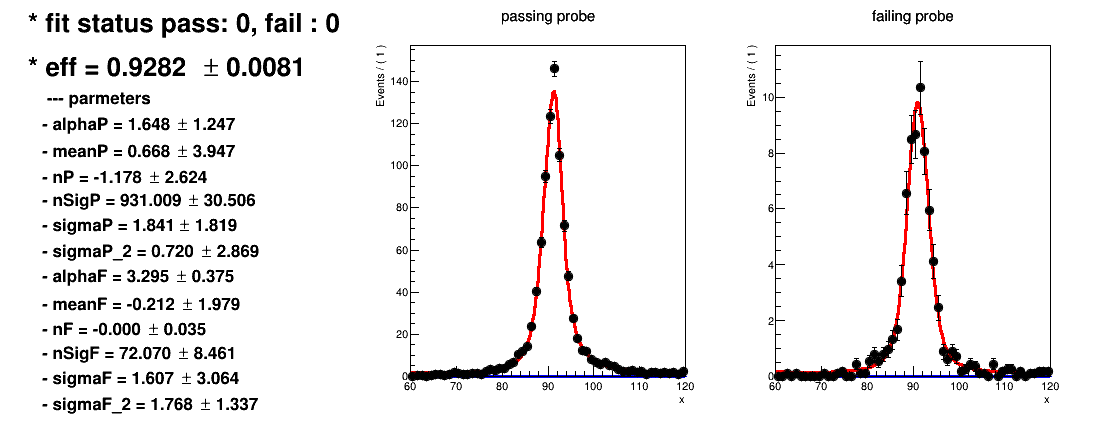 * fit status pass: 0, fail : 0
* eff = 0.9282 ± 0.0081
--- parmeters
- alphaP = 1.648 ± 1.247
- meanP = 0.668 ± 3.947
- nP = -1.178 ± 2.624
- nSigP = 931.009 ± 30.506
- sigmaP = 1.841 ± 1.819
- sigmaP_2 = 0.720 ± 2.869
- alphaF = 3.295 ± 0.375
- meanF = -0.212 ± 1.979
- nF = -0.000 ± 0.035
- nSigF = 72.070 ± 8.461
- sigmaF = 1.607 ± 3.064
- sigmaF_2 = 1.768 ± 1.337
passing probe
Events / ( 1 )
140
120
100
80
60
40
20
0
60 70 80 90 100 110 120
x
failing probe
Events / ( 1 )
10
8
6
4
2
0
60 70 80 90 100 110 120
x